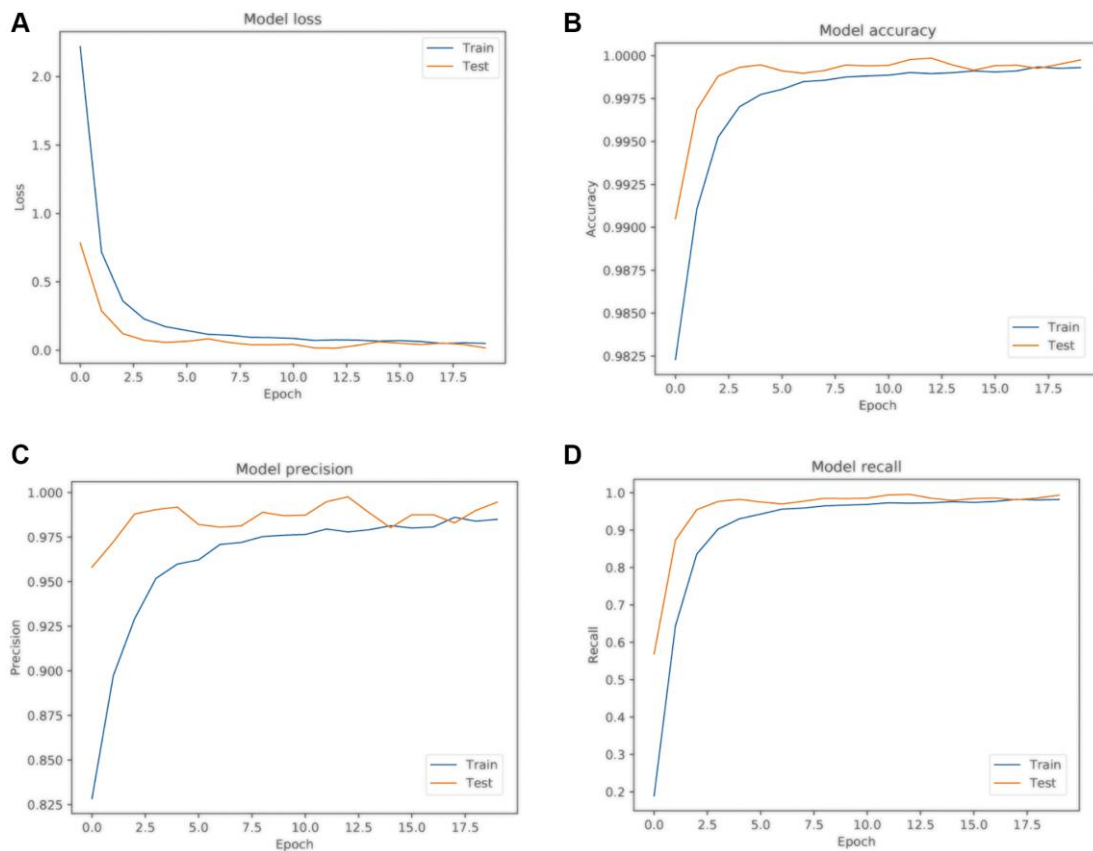 A
Model loss
Train
Test
2.0
1.5
1.0
0.5
0.0
Loss
0.0 2.5 5.0 7.5 10.0 12.5 15.0 17.5
Epoch
B
Model accuracy
1.0000
0.9975
0.9950
0.9925
0.9900
0.9875
0.9850
0.9825
Accuracy
Train
Test
0.0 2.5 5.0 7.5 10.0 12.5 15.0 17.5
Epoch
C
Model precision
1.000
0.975
0.950
0.925
0.900
0.875
0.850
0.825
Precision
Train
Test
0.0 2.5 5.0 7.5 10.0 12.5 15.0 17.5
Epoch
D
Model recall
1.0
0.9
0.8
0.7
0.6
0.5
0.4
0.3
0.2
Recall
Train
Test
0.0 2.5 5.0 7.5 10.0 12.5 15.0 17.5
Epoch